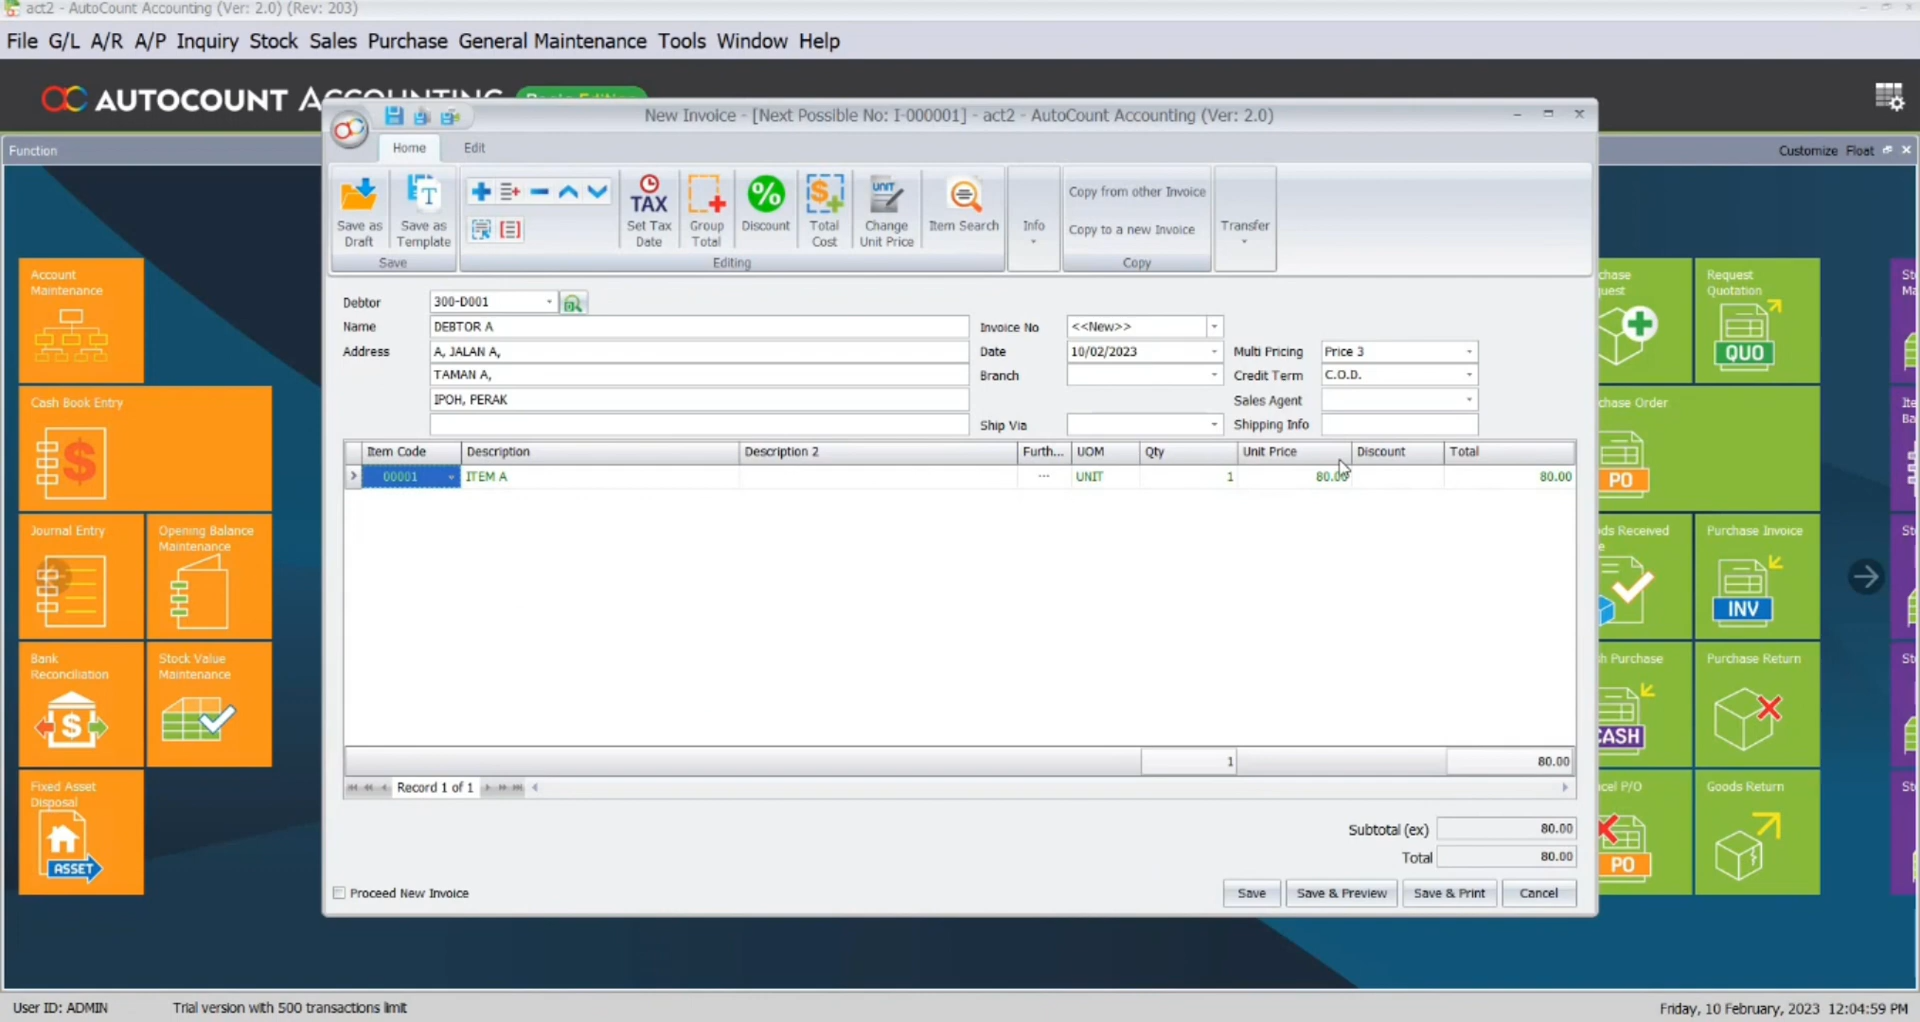 act2 - AutoCount Accounting (Ver: 2.0) (Rev: 203)
File G/L A/R A/P Inquiry Stock Sales Purchase General Maintenance Tools Window Help
AUTOCOUNT
New Invoice - [Next Possible No: I-000001] - act2 - AutoCount Accounting (Ver: 2.0)
Function
Customize Float
Home Edit
Save as Draft
Save as Template
Save
TAX
Set Tax Date
Group Total
Discount
Total Cost
UNIT
Change Unit Price
Item Search
Editing
Info
Copy from other Invoice
Copy to a new Invoice
Copy
Transfer
Debtor 300-D001
Name DEBTOR A
Address A, JALAN A,
TAMAN A,
IPOH, PERAK
Invoice No <<New>>
Date 10/02/2023
Branch
Ship Via
Multi Pricing Price 3
Credit Term C.O.D.
Sales Agent
Shipping Info
Item Code Description Description 2 Furth... UOM Qty Unit Price Discount Total
00001 ITEM A ... UNIT 1 80.00 80.00
1 80.00
Record 1 of 1
Subtotal (ex) 80.00
Total 80.00
Proceed New Invoice
Save Save & Preview Save & Print Cancel
Account Maintenance
Cash Book Entry
Journal Entry
Opening Balance Maintenance
Bank Reconciliation
Stock Value Maintenance
Fixed Asset Disposal
ASSET
Request Quotation
QUO
PO
Purchase Invoice
INV
Purchase Return
CASH
Goods Return
PO
User ID: ADMIN
Trial version with 500 transactions limit
Friday, 10 February, 2023 12:04:59 PM